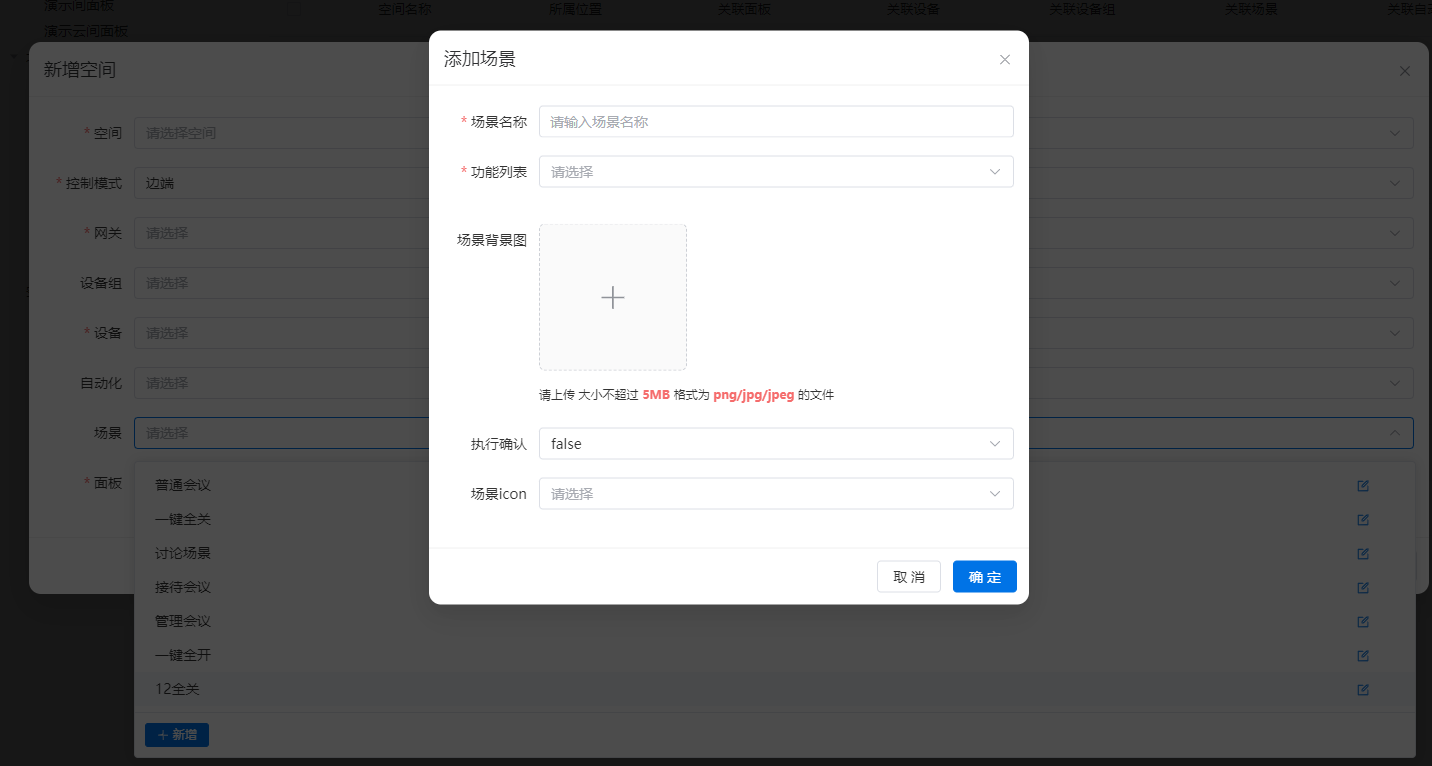 演示间面板
空间名称 所属位置 关联面板 关联设备 关联设备组 关联场景
演示云间面板
新增空间
* 空间 请选择空间
* 控制模式 边端
* 网关 请选择
设备组 请选择
* 设备 请选择
自动化 请选择
场景 请选择
* 面板
普通会议
一键全关
讨论场景
接待会议
管理会议
一键全开
12全关
新增
添加场景
* 场景名称 请输入场景名称
* 功能列表 请选择
场景背景图
请上传 大小不超过 5MB 格式为 png/jpg/jpeg 的文件
执行确认 false
场景icon 请选择
取 消 确 定